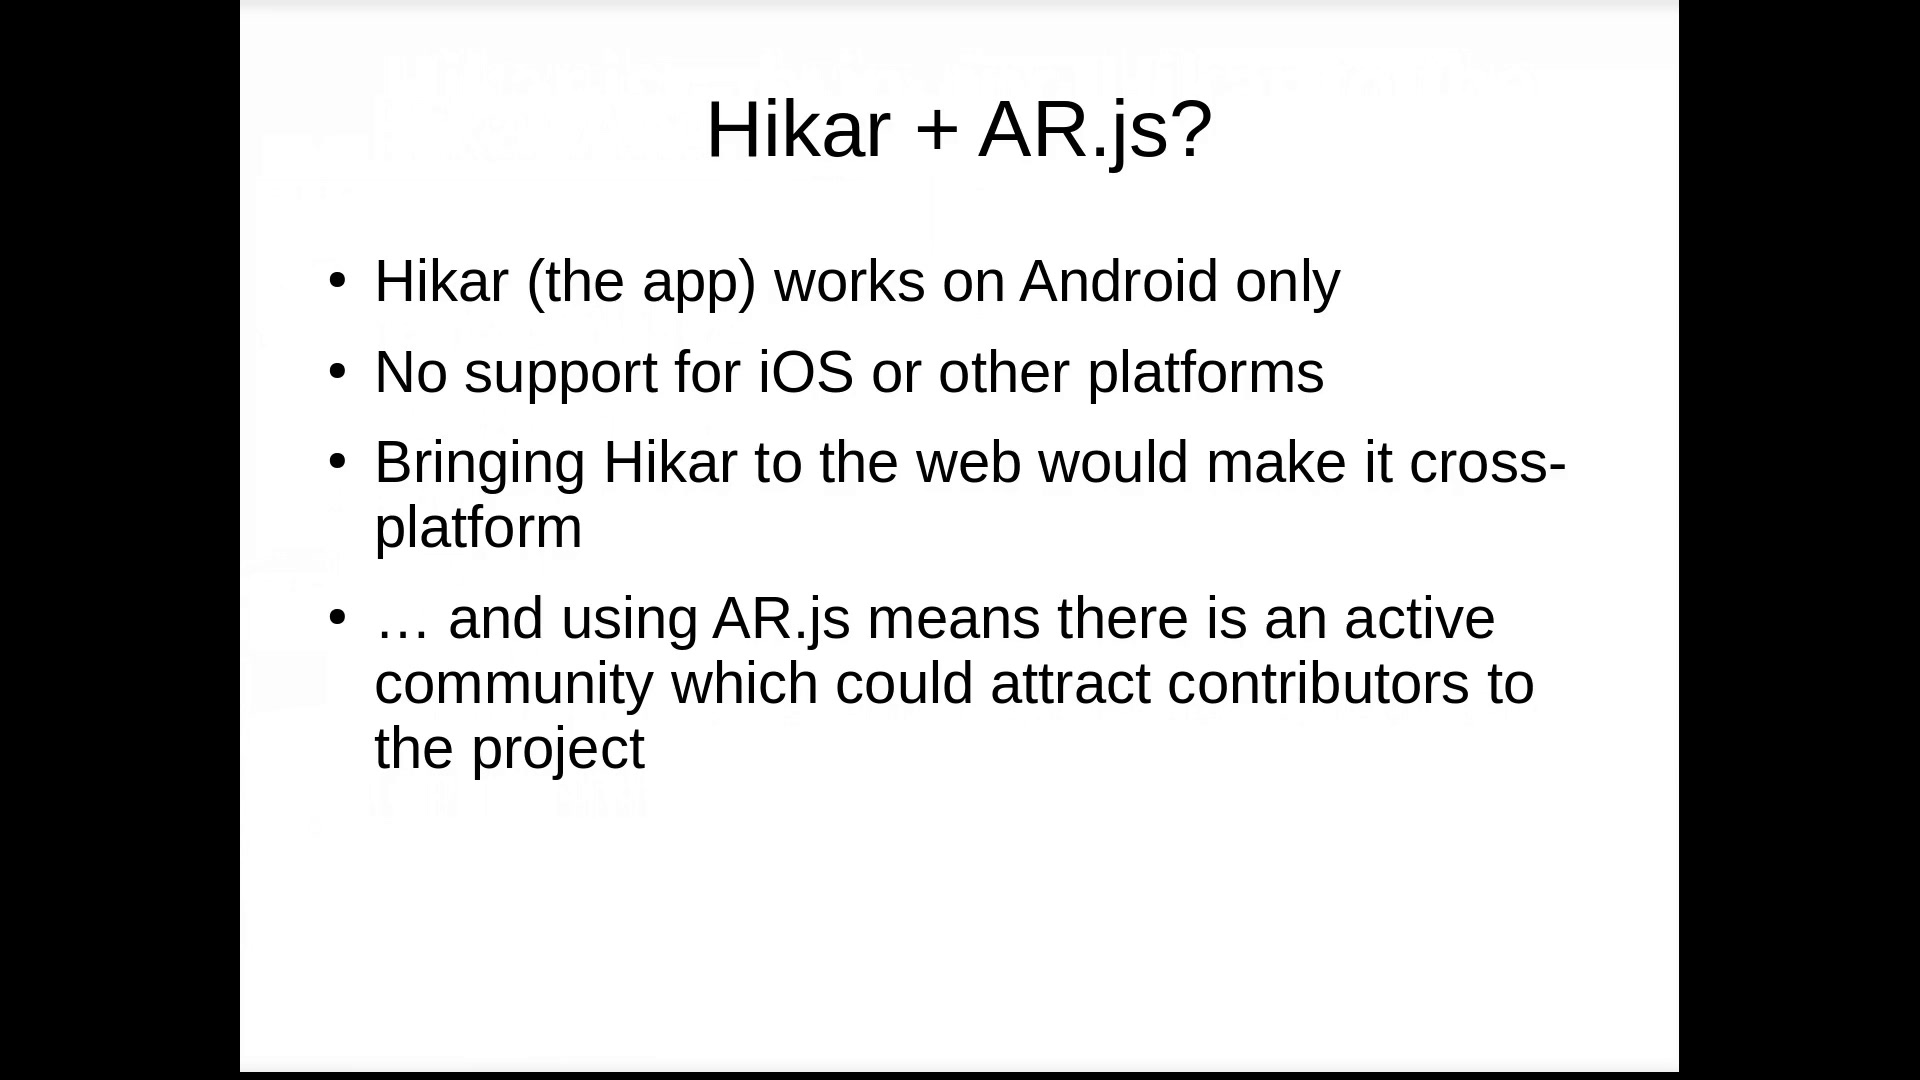 Hikar + AR.js?
• Hikar (the app) works on Android only
• No support for iOS or other platforms
• Bringing Hikar to the web would make it cross-
platform
• … and using AR.js means there is an active
community which could attract contributors to
the project